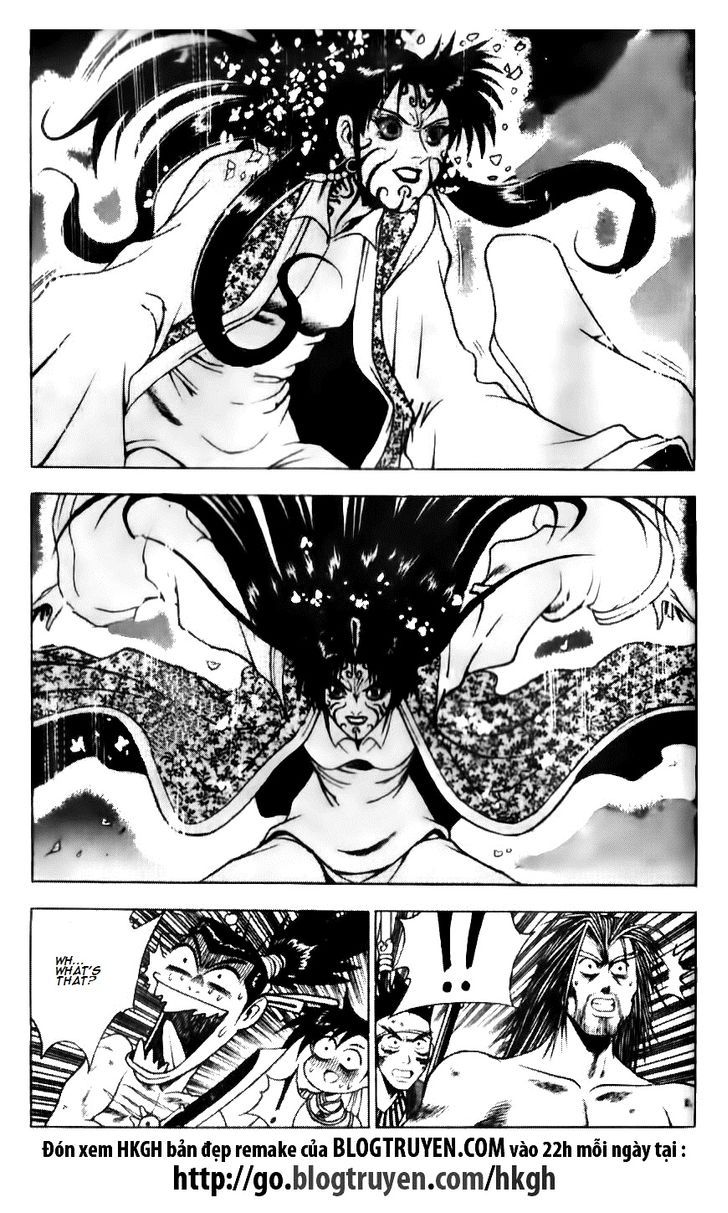 WH...
WHAT'S
THAT?
!!
Đón xem HKGH bản đẹp remake của BLOGTRUYEN.COM vào 22h mỗi ngày tại :
http://go.blogtruyen.com/hkgh